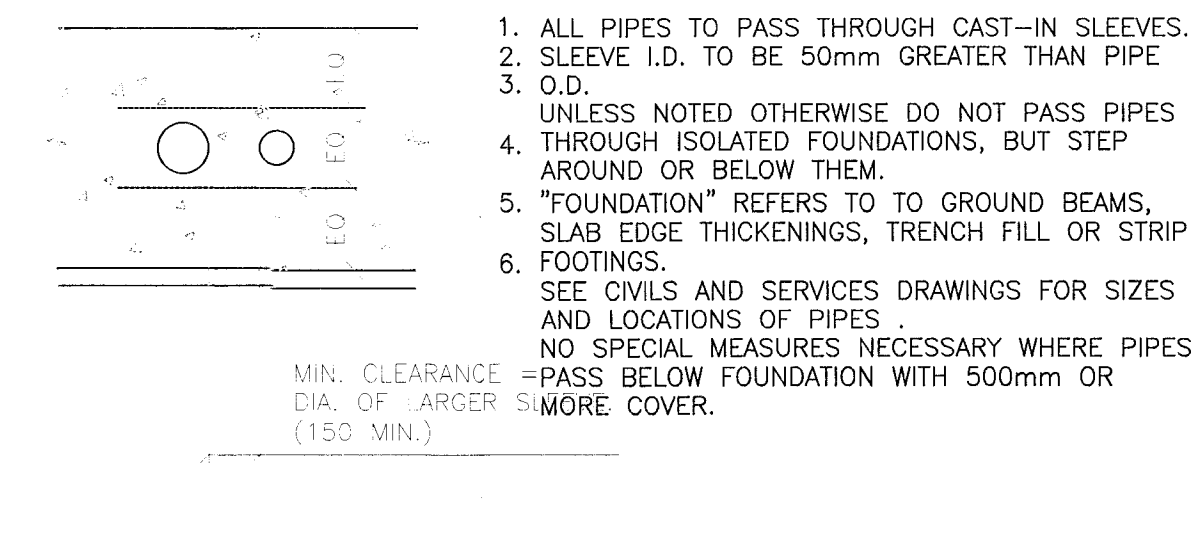 1. ALL PIPES TO PASS THROUGH CAST-IN SLEEVES.
2. SLEEVE I.D. TO BE 50mm GREATER THAN PIPE
3. O.D.
UNLESS NOTED OTHERWISE DO NOT PASS PIPES
4. THROUGH ISOLATED FOUNDATIONS, BUT STEP
AROUND OR BELOW THEM.
5. "FOUNDATION" REFERS TO TO GROUND BEAMS,
SLAB EDGE THICKENINGS, TRENCH FILL OR STRIP
6. FOOTINGS.
SEE CIVILS AND SERVICES DRAWINGS FOR SIZES
AND LOCATIONS OF PIPES .
NO SPECIAL MEASURES NECESSARY WHERE PIPES
PASS BELOW FOUNDATION WITH 500mm OR
MORE COVER.
EQ
EQ
MIN. CLEARANCE =
DIA. OF LARGER
(150 MIN.)